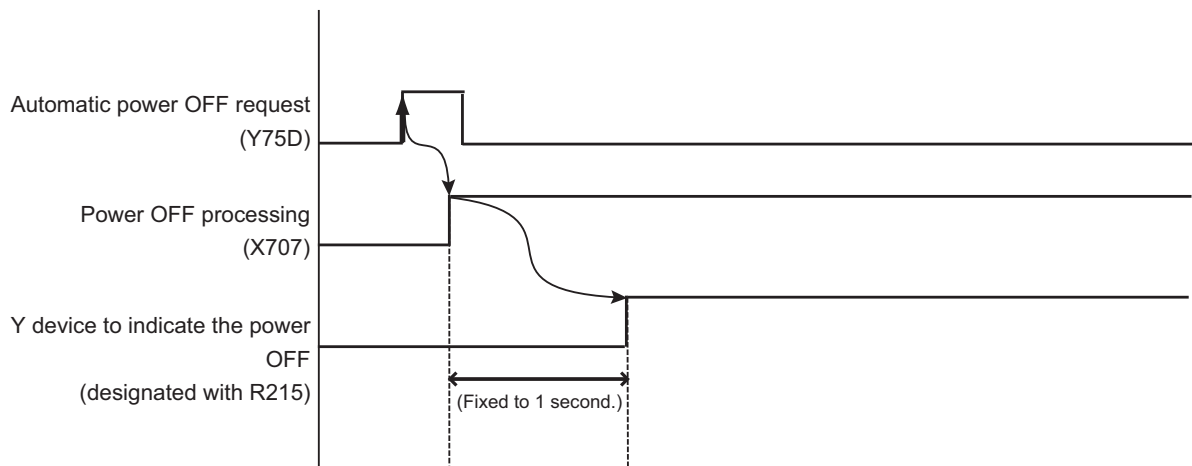 Automatic power OFF request
(Y75D)
Power OFF processing
(X707)
Y device to indicate the power
OFF
(designated with R215)
(Fixed to 1 second.)